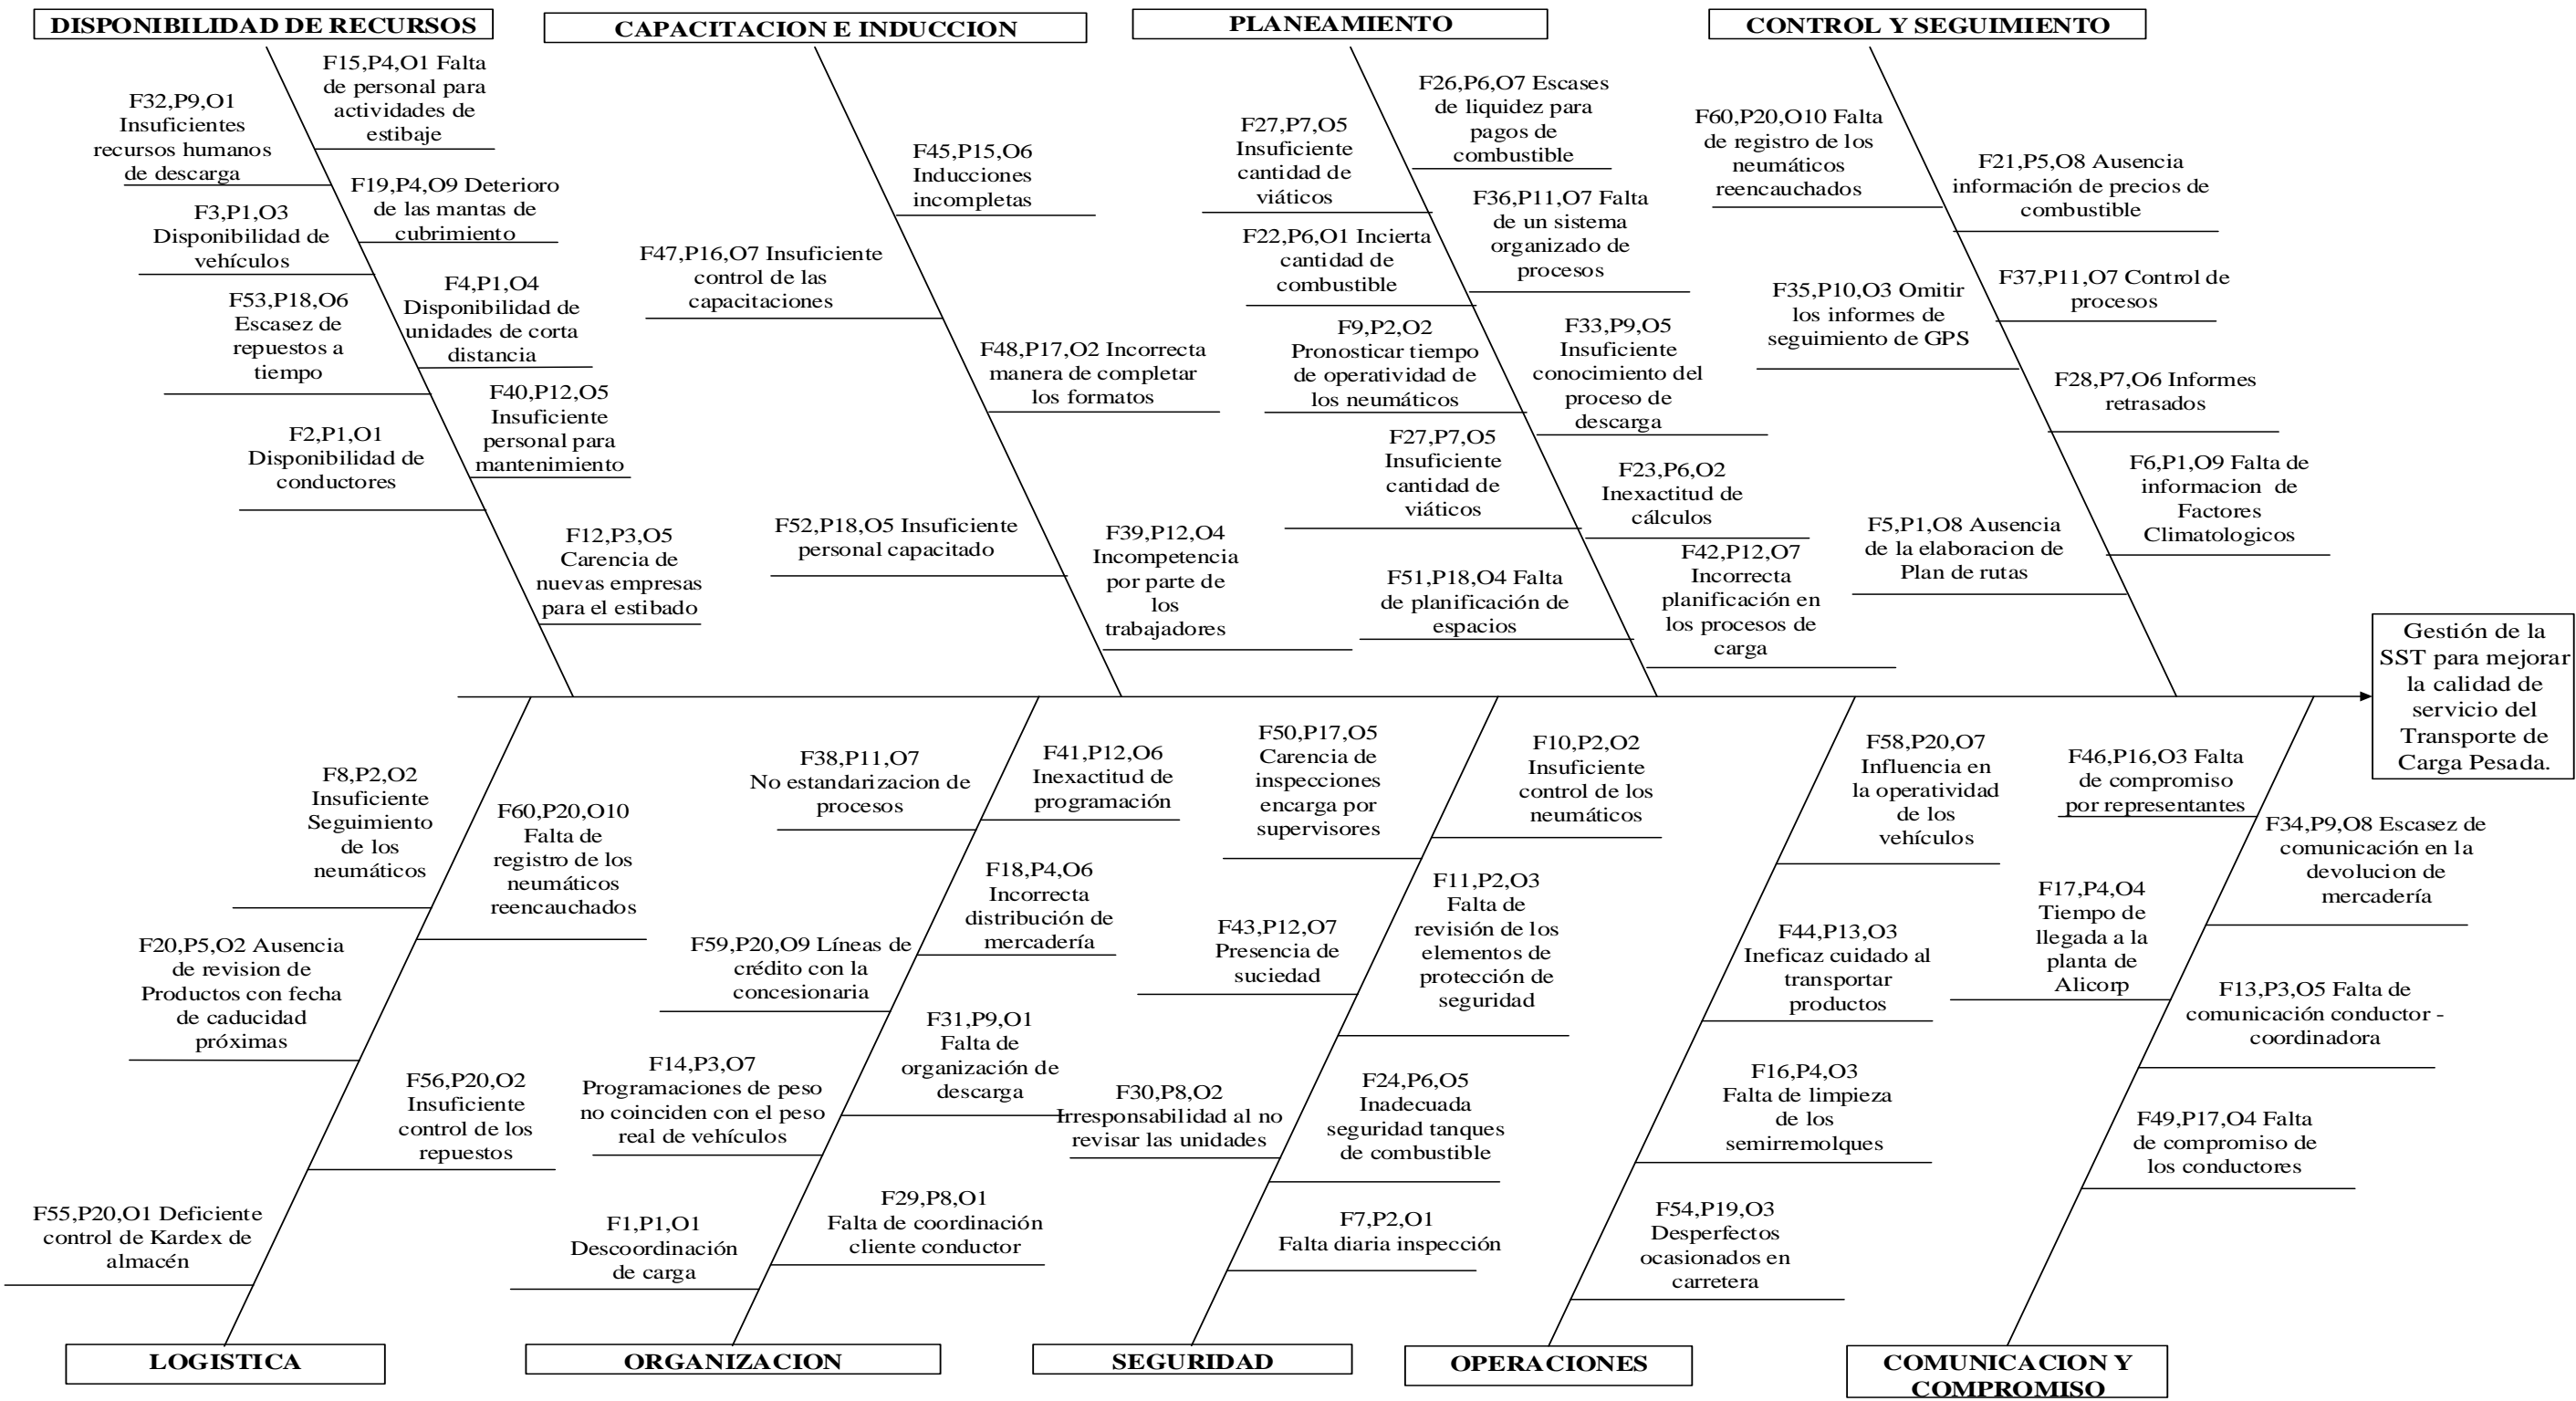 DISPONIBILIDAD DE RECURSOS
F15,P4,O1 Falta
de personal para
actividades de
estibaje
F32,P9,O1
Insuficientes
recursos humanos
de descarga
F19,P4,O9 Deterioro
de las mantas de
cubrimiento
F3,P1,O3
Disponibilidad de
vehículos
F4,P1,O4
Disponibilidad de
unidades de corta
distancia
F53,P18,O6
Escasez de
repuestos a
tiempo
F40,P12,O5
Insuficiente
personal para
mantenimiento
F2,P1,O1
Disponibilidad de
conductores
F12,P3,O5
Carencia de
nuevas empresas
para el estibado
CAPACITACION E INDUCCION
F45,P15,O6
Inducciones
incompletas
F47,P16,O7 Insuficiente
control de las
capacitaciones
F48,P17,O2 Incorrecta
manera de completar
los formatos
F52,P18,O5 Insuficiente
personal capacitado
F39,P12,O4
Incompetencia
por parte de
los
trabajadores
PLANEAMIENTO
F26,P6,O7 Escases
de liquidez para
pagos de
combustible
F27,P7,O5
Insuficiente
cantidad de
viáticos
F36,P11,O7 Falta
de un sistema
organizado de
procesos
F22,P6,O1 Incierta
cantidad de
combustible
F33,P9,O5
Insuficiente
conocimiento del
proceso de
descarga
F9,P2,O2
Pronosticar tiempo
de operatividad de
los neumáticos
F27,P7,O5
Insuficiente
cantidad de
viáticos
F23,P6,O2
Inexactitud de
cálculos
F42,P12,O7
Incorrecta
planificación en
los procesos de
carga
F51,P18,O4 Falta
de planificación de
espacios
CONTROL Y SEGUIMIENTO
F60,P20,O10 Falta
de registro de los
neumáticos
reencauchados
F21,P5,O8 Ausencia
información de precios de
combustible
F37,P11,O7 Control de
procesos
F35,P10,O3 Omitir
los informes de
seguimiento de GPS
F28,P7,O6 Informes
retrasados
F6,P1,O9 Falta de
informacion de
Factores
Climatologicos
F5,P1,O8 Ausencia
de la elaboracion de
Plan de rutas
Gestión de la
SST para mejorar
la calidad de
servicio del
Transporte de
Carga Pesada.
F8,P2,O2
Insuficiente
Seguimiento
de los
neumáticos
F60,P20,O10
Falta de
registro de los
neumáticos
reencauchados
F20,P5,O2 Ausencia
de revision de
Productos con fecha
de caducidad
próximas
F56,P20,O2
Insuficiente
control de los
repuestos
F55,P20,O1 Deficiente
control de Kardex de
almacén
LOGISTICA
F38,P11,O7
No estandarizacion de
procesos
F41,P12,O6
Inexactitud de
programación
F18,P4,O6
Incorrecta
distribución de
mercadería
F59,P20,O9 Líneas de
crédito con la
concesionaria
F31,P9,O1
Falta de
organización de
descarga
F14,P3,O7
Programaciones de peso
no coinciden con el peso
real de vehículos
F29,P8,O1
Falta de coordinación
cliente conductor
F1,P1,O1
Descoordinación
de carga
ORGANIZACION
F50,P17,O5
Carencia de
inspecciones
encarga por
supervisores
F10,P2,O2
Insuficiente
control de los
neumáticos
F11,P2,O3
Falta de
revisión de los
elementos de
protección de
seguridad
F43,P12,O7
Presencia de
suciedad
F24,P6,O5
Inadecuada
seguridad tanques
de combustible
F30,P8,O2
Irresponsabilidad al no
revisar las unidades
F7,P2,O1
Falta diaria inspección
SEGURIDAD
F58,P20,O7
Influencia en
la operatividad
de los
vehículos
F44,P13,O3
Ineficaz cuidado al
transportar
productos
F16,P4,O3
Falta de limpieza
de los
semirremolques
F54,P19,O3
Desperfectos
ocasionados en
carretera
OPERACIONES
F46,P16,O3 Falta
de compromiso
por representantes
F34,P9,O8 Escasez de
comunicación en la
devolucion de
mercadería
F17,P4,O4
Tiempo de
llegada a la
planta de
Alicorp
F13,P3,O5 Falta de
comunicación conductor -
coordinadora
F49,P17,O4 Falta
de compromiso de
los conductores
COMUNICACION Y
COMPROMISO